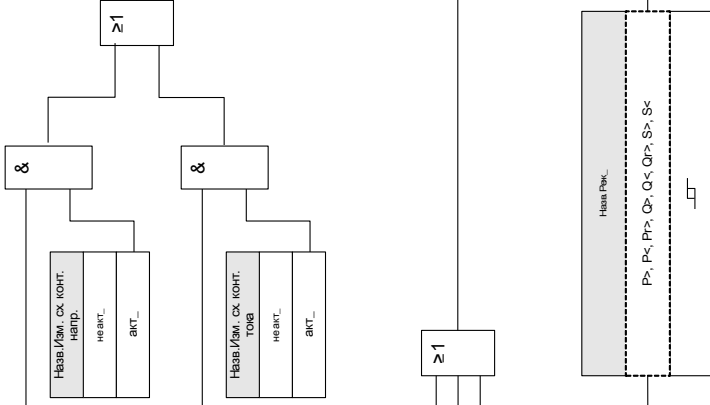 ≥1
&
&
Назв.Изм. сх. конт.
напр.
неакт_
акт_
Назв.Изм. сх. конт.
тока
неакт_
акт_
≥1
Назв.Реж_
P>, P<, Pr>, Q>, Q<, Qr>, S>, S<